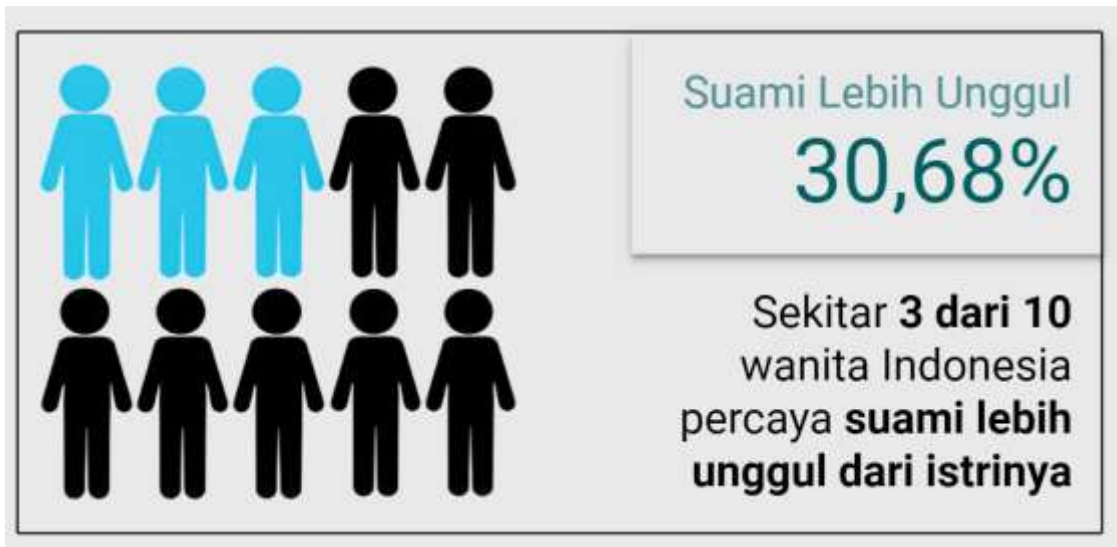 Suami Lebih Unggul
30,68%
Sekitar 3 dari 10
wanita Indonesia
percaya suami lebih
unggul dari istrinya